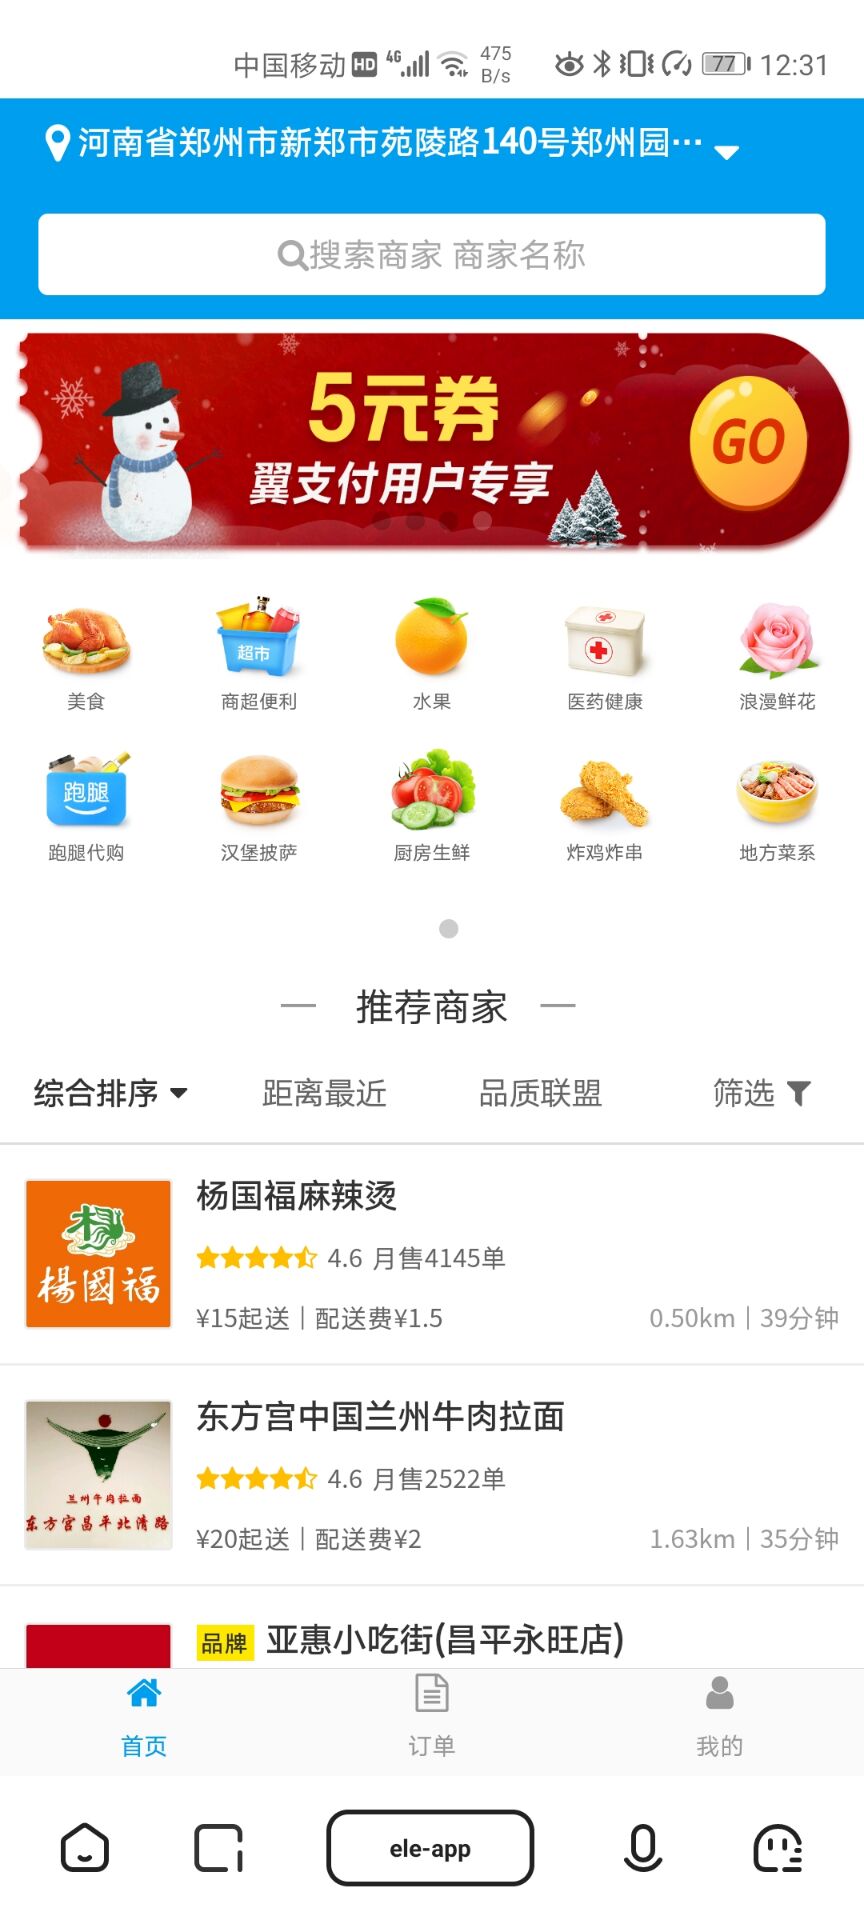 中国移动 HD 4G 475 B/s 77 12:31
河南省郑州市新郑市苑陵路140号郑州园…
搜索商家 商家名称
5元券
翼支付用户专享
GO
超市
美食 商超便利 水果 医药健康 浪漫鲜花
跑腿
跑腿代购 汉堡披萨 厨房生鲜 炸鸡炸串 地方菜系
推荐商家
综合排序 距离最近 品质联盟 筛选
楊國福
杨国福麻辣烫
4.6 月售4145单
¥15起送 | 配送费¥1.5 0.50km | 39分钟
兰州牛肉拉面
东方宫昌平北清路
东方宫中国兰州牛肉拉面
4.6 月售2522单
¥20起送 | 配送费¥2 1.63km | 35分钟
品牌 亚惠小吃街(昌平永旺店)
首页 订单 我的
ele-app